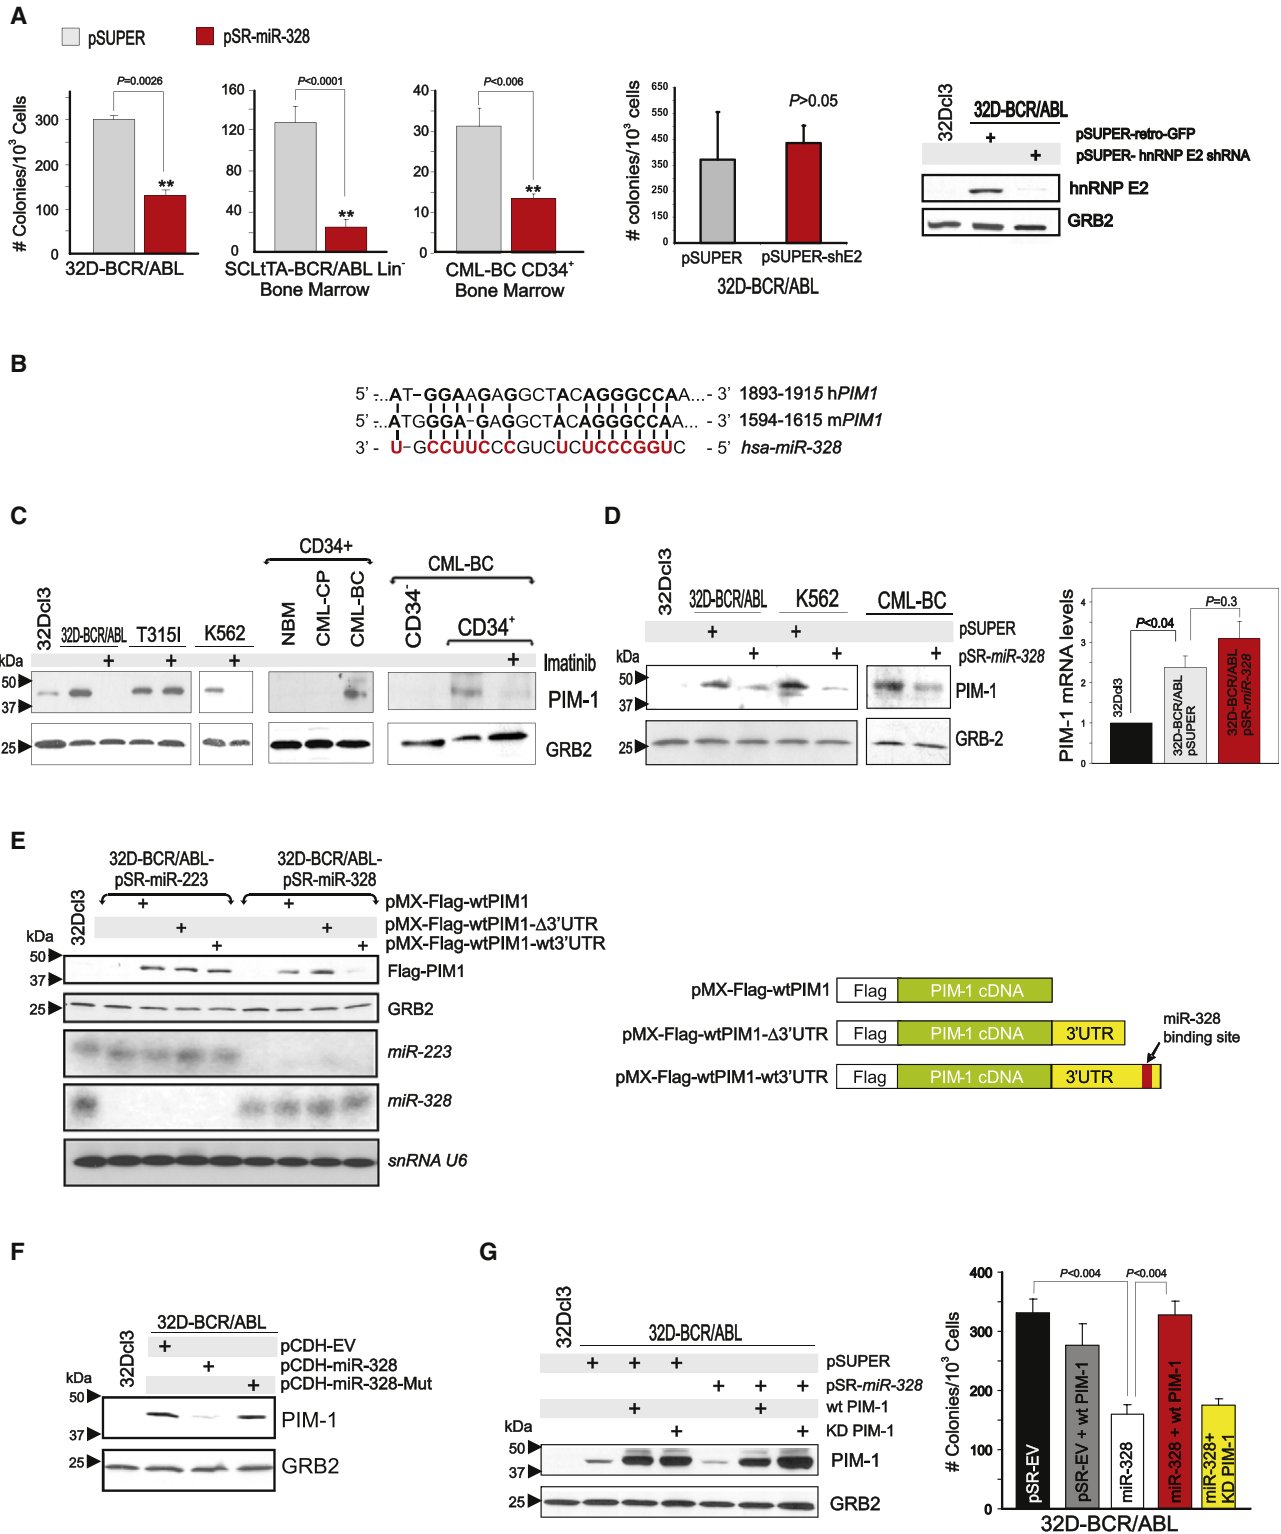 A
pSUPER
pSR-miR-328
# Colonies/10³ Cells
300
200
100
0
P=0.0026
**
32D-BCR/ABL
160
120
80
40
0
P<0.0001
**
SCLtTA-BCR/ABL Lin⁻
Bone Marrow
40
30
20
10
0
P<0.006
**
CML-BC CD34⁺
Bone Marrow
# colonies/10³ Cells
650
550
450
350
250
150
0
P>0.05
pSUPER
pSUPER-shE2
32D-BCR/ABL
32Dcl3
32D-BCR/ABL
+ pSUPER-retro-GFP
+ pSUPER- hnRNP E2 shRNA
hnRNP E2
GRB2
B
5' -..AT-GGAAGAGGCTACAGGGCCAA...- 3' 1893-1915 hPIM1
5' -..ATGGGA-GAGGCTACAGGGCCAA...- 3' 1594-1615 mPIM1
3' - U-GCCUUCCCGUCUCUCCCGGUC - 5' hsa-miR-328
C
32Dcl3
32D-BCR/ABL
T315I
K562
CD34+
NBM
CML-CP
CML-BC
CML-BC
CD34⁻
CD34⁺
+ + + + Imatinib
kDa
50
37
25
PIM-1
GRB2
D
32Dcl3
32D-BCR/ABL
K562
CML-BC
+ + pSUPER
+ + + pSR-miR-328
kDa
50
37
25
PIM-1
GRB-2
PIM-1 mRNA levels
4
3
2
1
0
P<0.04
P=0.3
32Dcl3
32D-BCR/ABL
pSUPER
32D-BCR/ABL
pSR-miR-328
E
32Dcl3
32D-BCR/ABL-
pSR-miR-223
32D-BCR/ABL-
pSR-miR-328
+ + pMX-Flag-wtPIM1
+ + pMX-Flag-wtPIM1-Δ3'UTR
+ + pMX-Flag-wtPIM1-wt3'UTR
kDa
50
37
25
Flag-PIM1
GRB2
miR-223
miR-328
snRNA U6
pMX-Flag-wtPIM1 Flag PIM-1 cDNA
pMX-Flag-wtPIM1-Δ3'UTR Flag PIM-1 cDNA 3'UTR
miR-328
binding site
pMX-Flag-wtPIM1-wt3'UTR Flag PIM-1 cDNA 3'UTR
F
32Dcl3
32D-BCR/ABL
+ pCDH-EV
+ pCDH-miR-328
+ pCDH-miR-328-Mut
kDa
50
37
25
PIM-1
GRB2
G
32Dcl3
32D-BCR/ABL
+ + + pSUPER
+ + + pSR-miR-328
+ + wt PIM-1
+ + KD PIM-1
kDa
50
37
25
PIM-1
GRB2
# Colonies/10³ Cells
400
300
200
100
0
P<0.004
P<0.004
pSR-EV
pSR-EV + wt PIM-1
miR-328
miR-328 + wt PIM-1
miR-328+
KD PIM-1
32D-BCR/ABL